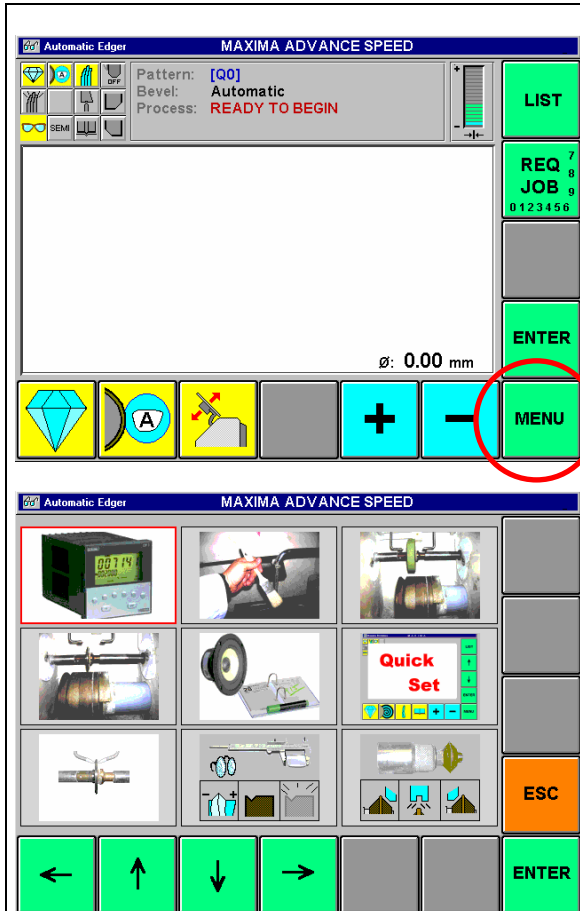 Automatic Edger MAXIMA ADVANCE SPEED
OFF
SEMI
A
Pattern: [Q0]
Bevel: Automatic
Process: READY TO BEGIN
+
-
LIST
REQ 7
JOB 8
9
0123456
ENTER
ø: 0.00 mm
A
+
-
MENU
Automatic Edger MAXIMA ADVANCE SPEED
00714
Quick
Set
- +
ESC
ENTER